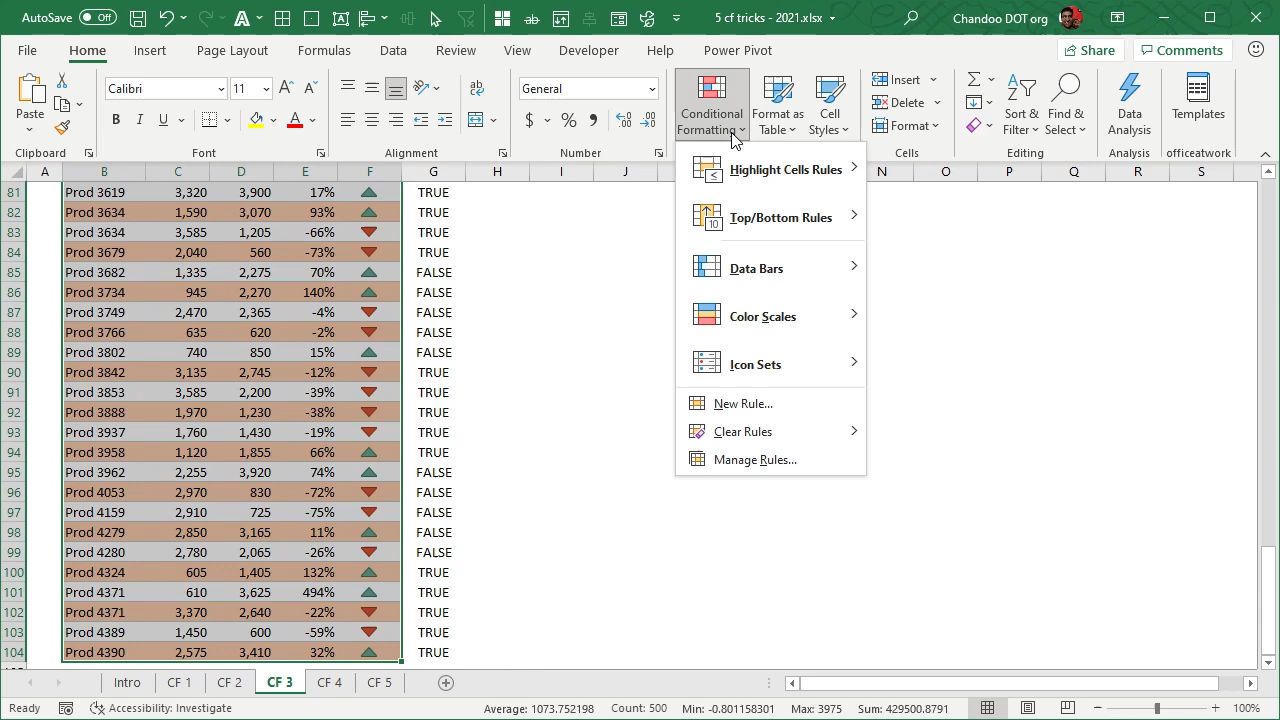 AutoSave Off 5 cf tricks - 2021.xlsx Chandoo DOT org
File Home Insert Page Layout Formulas Data Review View Developer Help Power Pivot Share Comments
Paste
Clipboard
Calibri 11
B I U
Font
ab
Alignment
General
$ % 9
Number
Conditional Formatting
Format as Table
Cell Styles
Insert
Delete
Format
Cells
Sort & Filter
Find & Select
Editing
Data Analysis
Analysis
Templates
officeatwork
Highlight Cells Rules
Top/Bottom Rules
10
Data Bars
Color Scales
Icon Sets
New Rule...
Clear Rules
Manage Rules...
A B C D E F G H I J N O P Q R S
81 Prod 3619 3,320 3,900 17% TRUE
82 Prod 3634 1,590 3,070 93% TRUE
83 Prod 3634 3,585 1,205 -66% TRUE
84 Prod 3679 2,040 560 -73% TRUE
85 Prod 3682 1,335 2,275 70% FALSE
86 Prod 3734 945 2,270 140% FALSE
87 Prod 3749 2,470 2,365 -4% FALSE
88 Prod 3766 635 620 -2% FALSE
89 Prod 3802 740 850 15% FALSE
90 Prod 3842 3,135 2,745 -12% TRUE
91 Prod 3853 3,585 2,200 -39% TRUE
92 Prod 3888 1,970 1,230 -38% TRUE
93 Prod 3937 1,760 1,430 -19% TRUE
94 Prod 3958 1,120 1,855 66% TRUE
95 Prod 3962 2,255 3,920 74% FALSE
96 Prod 4053 2,970 830 -72% FALSE
97 Prod 4159 2,910 725 -75% FALSE
98 Prod 4279 2,850 3,165 11% FALSE
99 Prod 4280 2,780 2,065 -26% FALSE
100 Prod 4324 605 1,405 132% TRUE
101 Prod 4371 610 3,625 494% TRUE
102 Prod 4371 3,370 2,640 -22% TRUE
103 Prod 4389 1,450 600 -59% TRUE
104 Prod 4390 2,575 3,410 32% TRUE
Intro CF 1 CF 2 CF 3 CF 4 CF 5
Ready Accessibility: Investigate Average: 1073.752198 Count: 500 Min: -0.801158301 Max: 3975 Sum: 429500.8791 100%